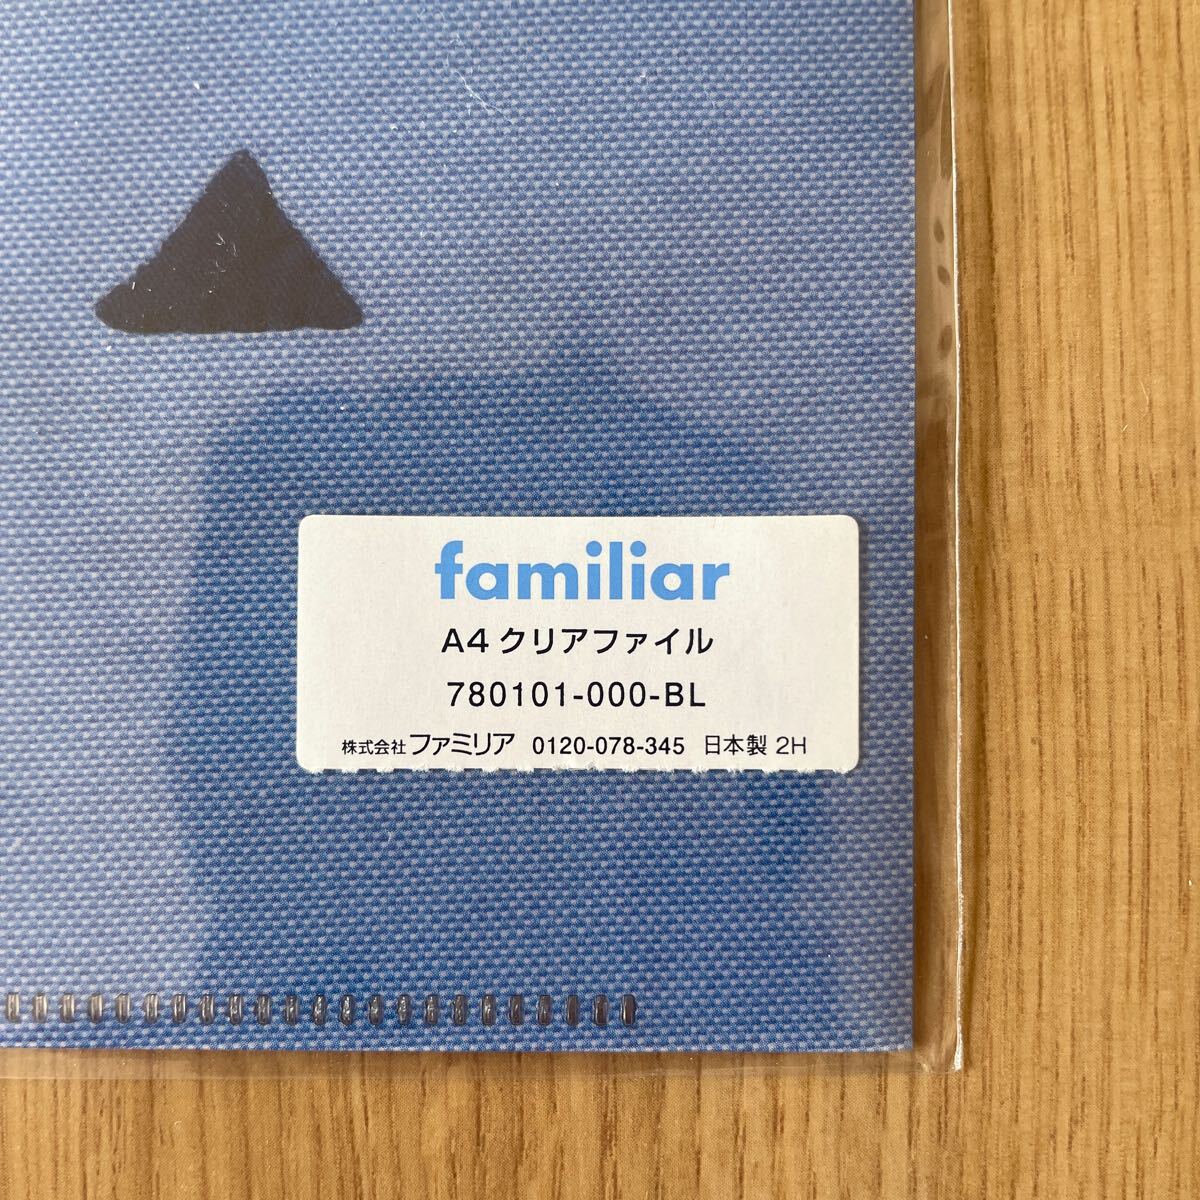 familiar
A4 クリアファイル
780101-000-BL
株式会社 ファミリア 0120-078-345 日本製 2H